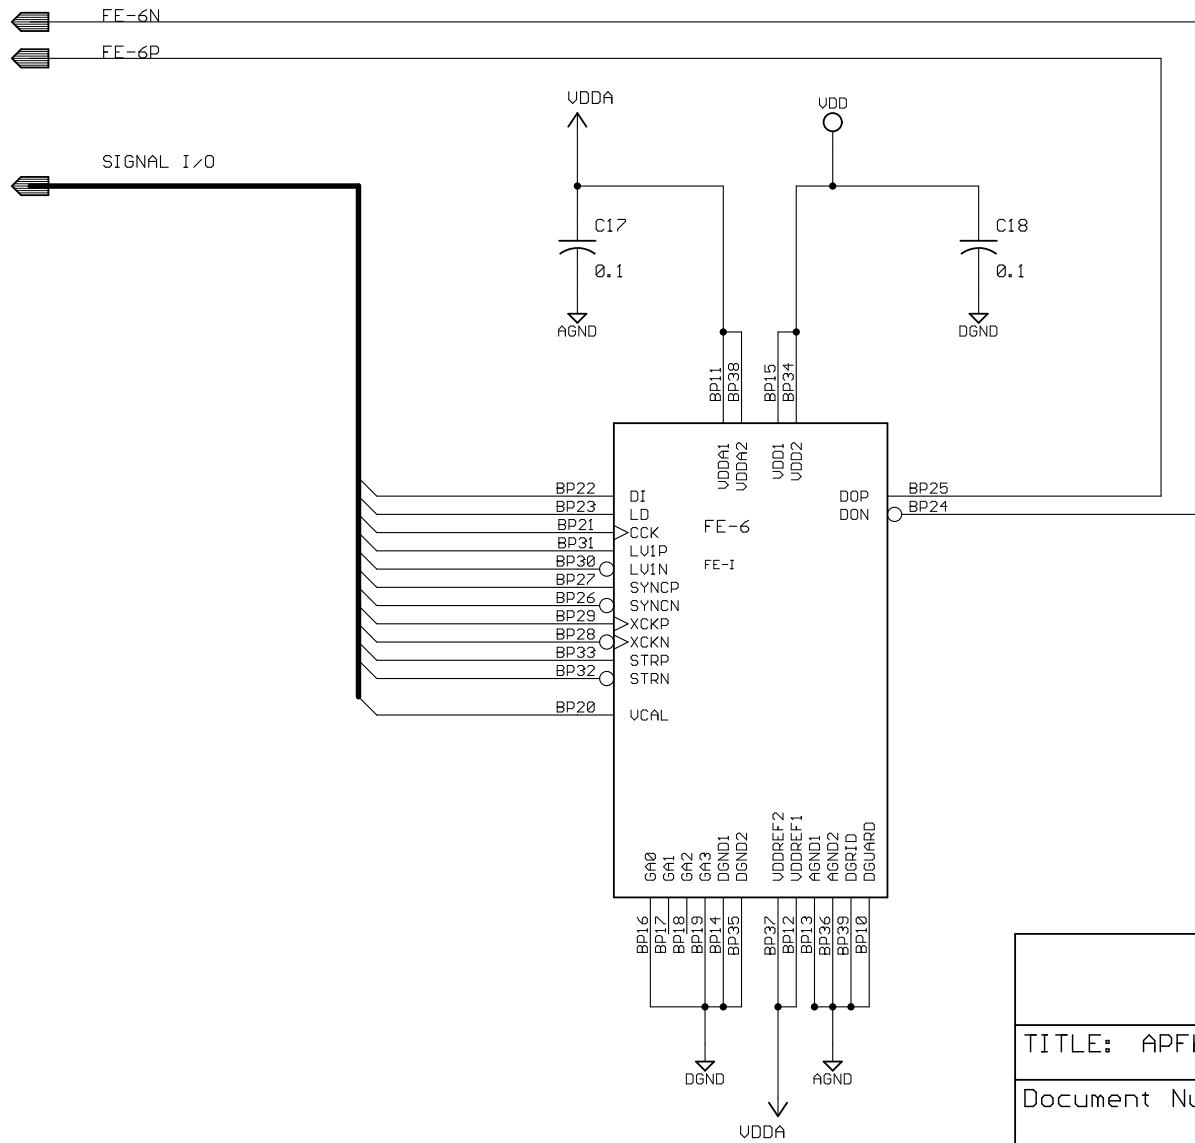 FE-6N
FE-6P
VDDA
VDD
SIGNAL I/O
C17
0.1
C18
0.1
AGND
DGND
BP11
BP38
BP15
BP34
VDDA1
VDDA2
VDD1
VDD2
BP22
DI
BP23
LD
BP21
CCK
BP31
LV1P
BP30
LV1N
BP27
SYNCP
BP26
SYNCN
BP29
XCKP
BP28
XCKN
BP33
STRP
BP32
STRN
BP20
VCAL
FE-6
FE-I
DOP
BP25
DON
BP24
GA0
GA1
GA2
GA3
DGND1
DGND2
VDDREF2
VDDREF1
AGND1
AGND2
DGRID
DGUARD
BP16
BP17
BP18
BP19
BP14
BP35
BP37
BP12
BP13
BP36
BP39
BP10
DGND
AGND
VDDA
TITLE: APF
Document Nu